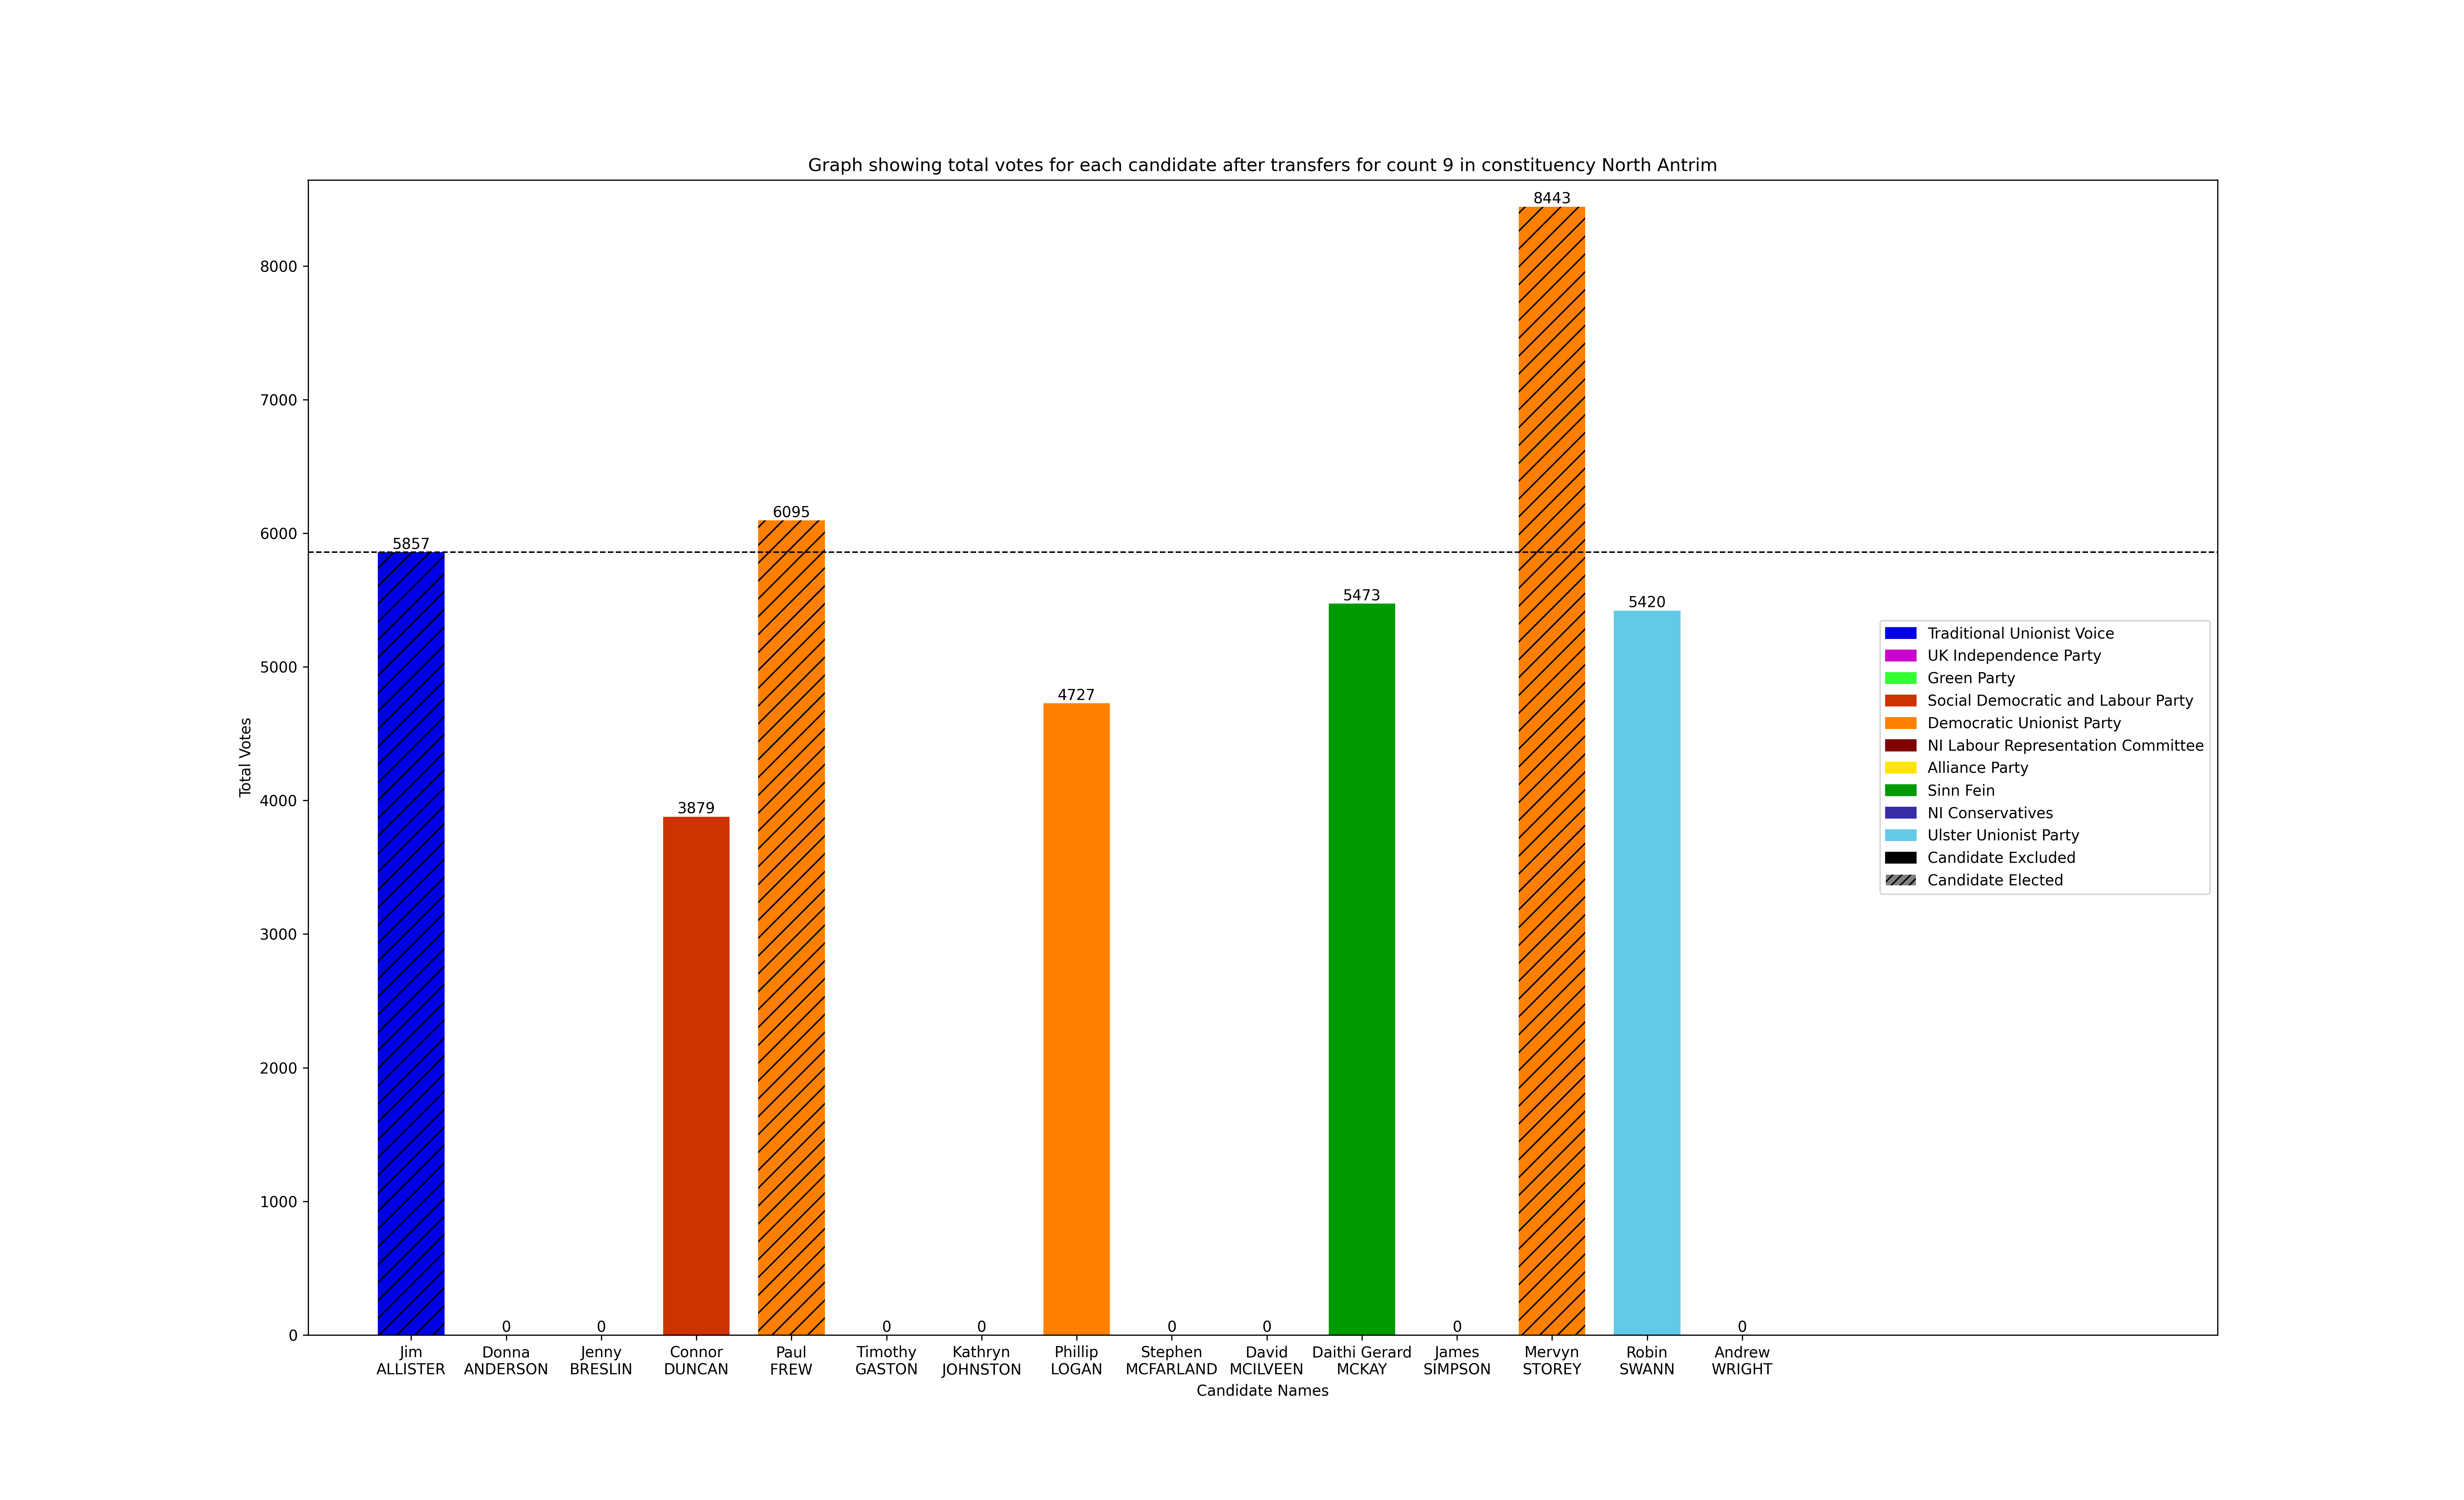 Graph showing total votes for each candidate after transfers for count 9 in constituency North Antrim
8443
8000
7000
6095
6000
5857
5473
5420
5000
4727
4000
3879
3000
2000
1000
0
0 0 0 0 0 0 0 0
Total Votes
Traditional Unionist Voice
UK Independence Party
Green Party
Social Democratic and Labour Party
Democratic Unionist Party
NI Labour Representation Committee
Alliance Party
Sinn Fein
NI Conservatives
Ulster Unionist Party
Candidate Excluded
Candidate Elected
Jim
ALLISTER
Donna
ANDERSON
Jenny
BRESLIN
Connor
DUNCAN
Paul
FREW
Timothy
GASTON
Kathryn
JOHNSTON
Phillip
LOGAN
Stephen
MCFARLAND
David
MCILVEEN
Daithi Gerard
MCKAY
James
SIMPSON
Mervyn
STOREY
Robin
SWANN
Andrew
WRIGHT
Candidate Names